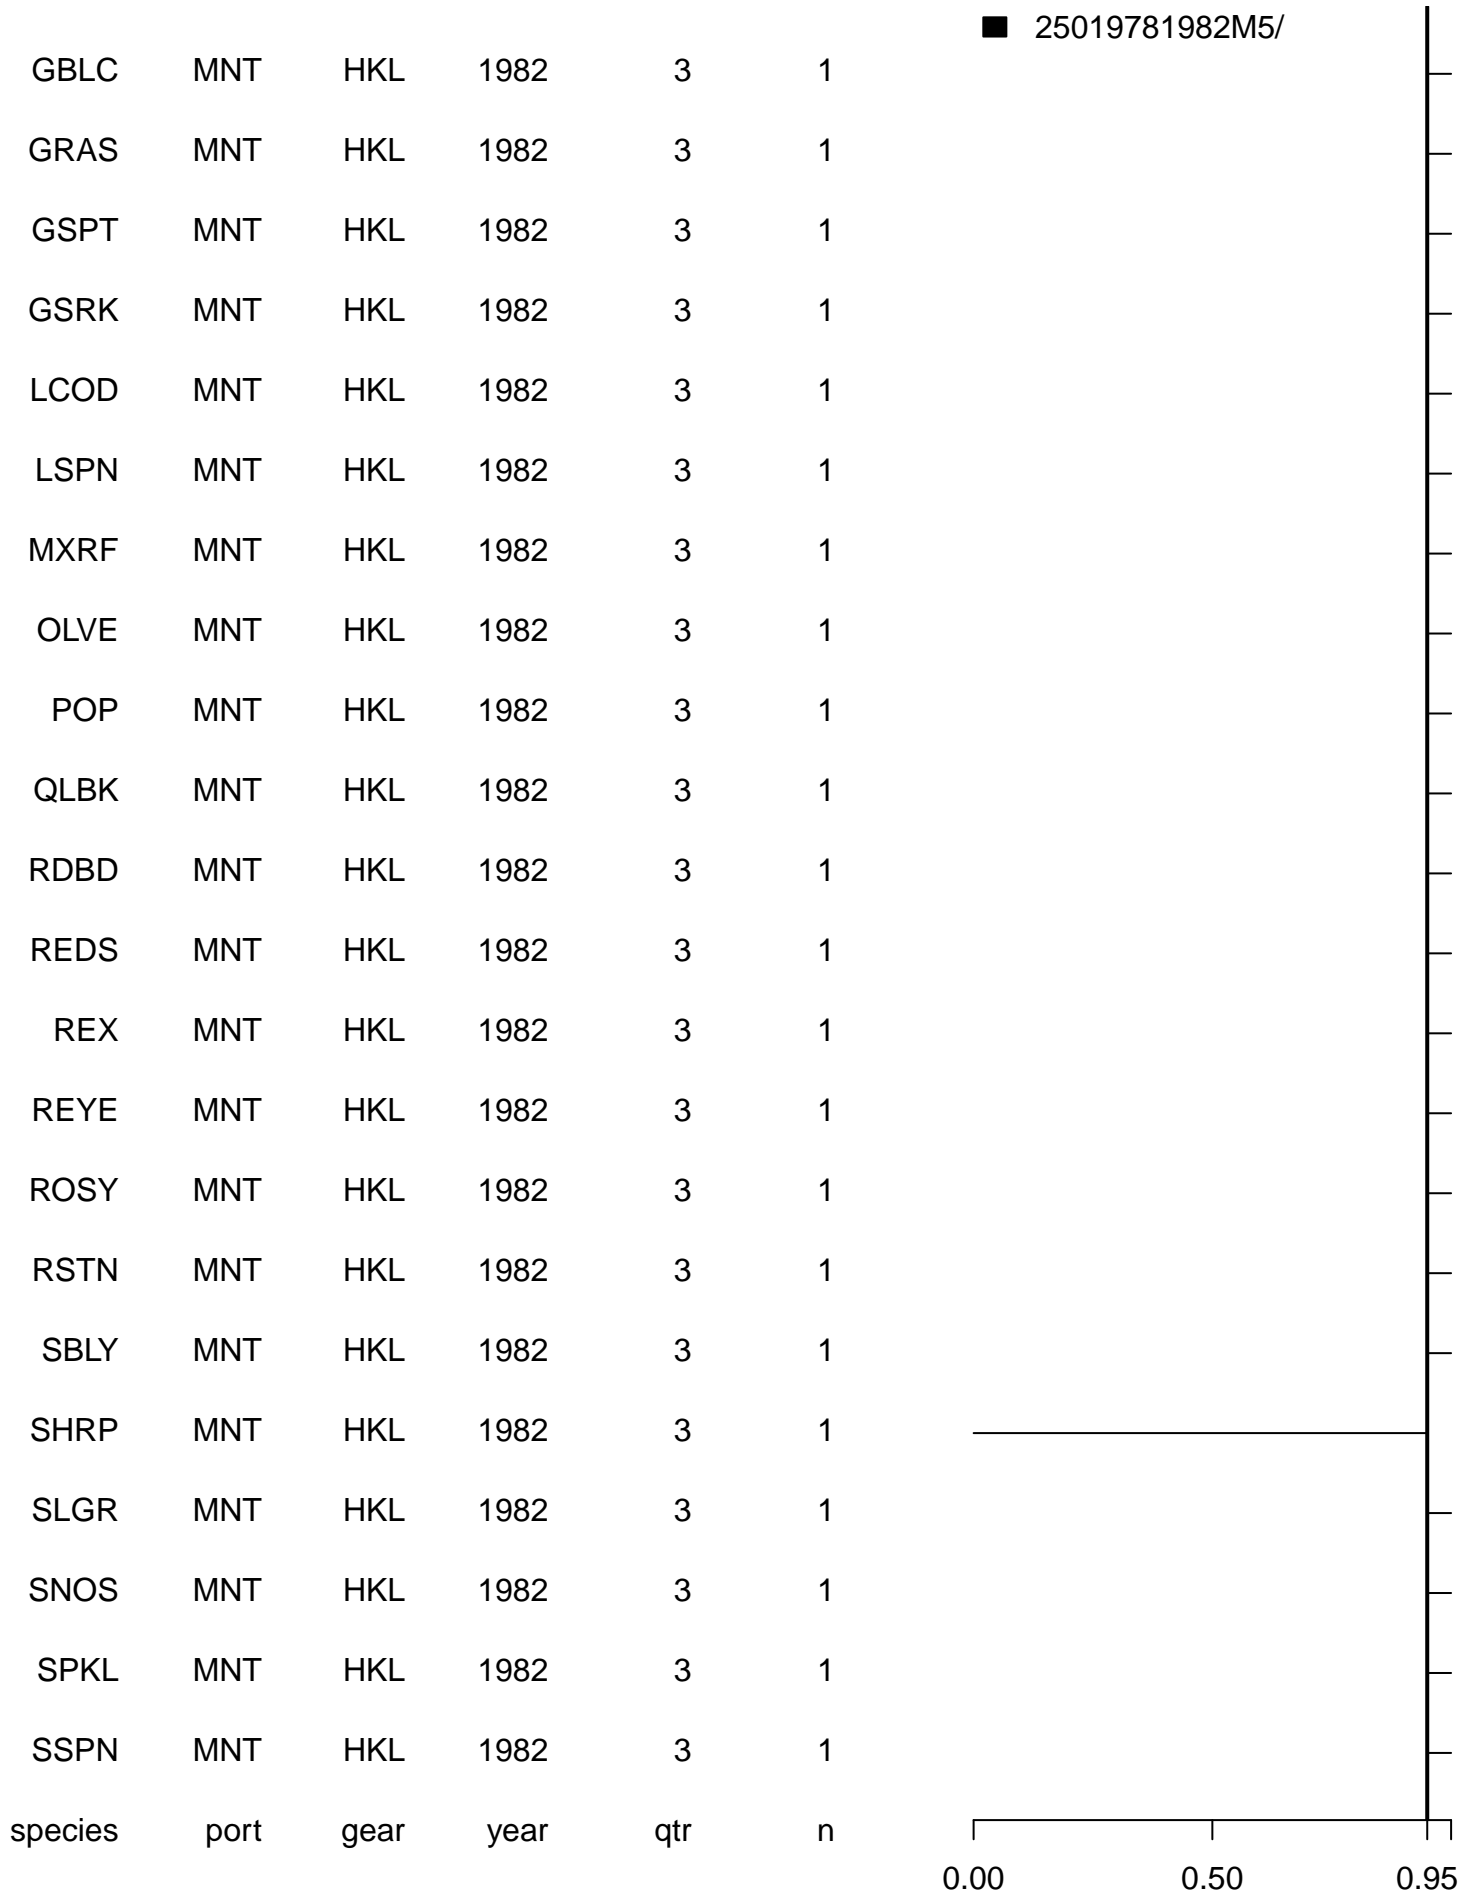 25019781982M5/
GBLC MNT HKL 1982 3 1
GRAS MNT HKL 1982 3 1
GSPT MNT HKL 1982 3 1
GSRK MNT HKL 1982 3 1
LCOD MNT HKL 1982 3 1
LSPN MNT HKL 1982 3 1
MXRF MNT HKL 1982 3 1
OLVE MNT HKL 1982 3 1
POP MNT HKL 1982 3 1
QLBK MNT HKL 1982 3 1
RDBD MNT HKL 1982 3 1
REDS MNT HKL 1982 3 1
REX MNT HKL 1982 3 1
REYE MNT HKL 1982 3 1
ROSY MNT HKL 1982 3 1
RSTN MNT HKL 1982 3 1
SBLY MNT HKL 1982 3 1
SHRP MNT HKL 1982 3 1
SLGR MNT HKL 1982 3 1
SNOS MNT HKL 1982 3 1
SPKL MNT HKL 1982 3 1
SSPN MNT HKL 1982 3 1
species port gear year qtr n
0.00 0.50 0.95